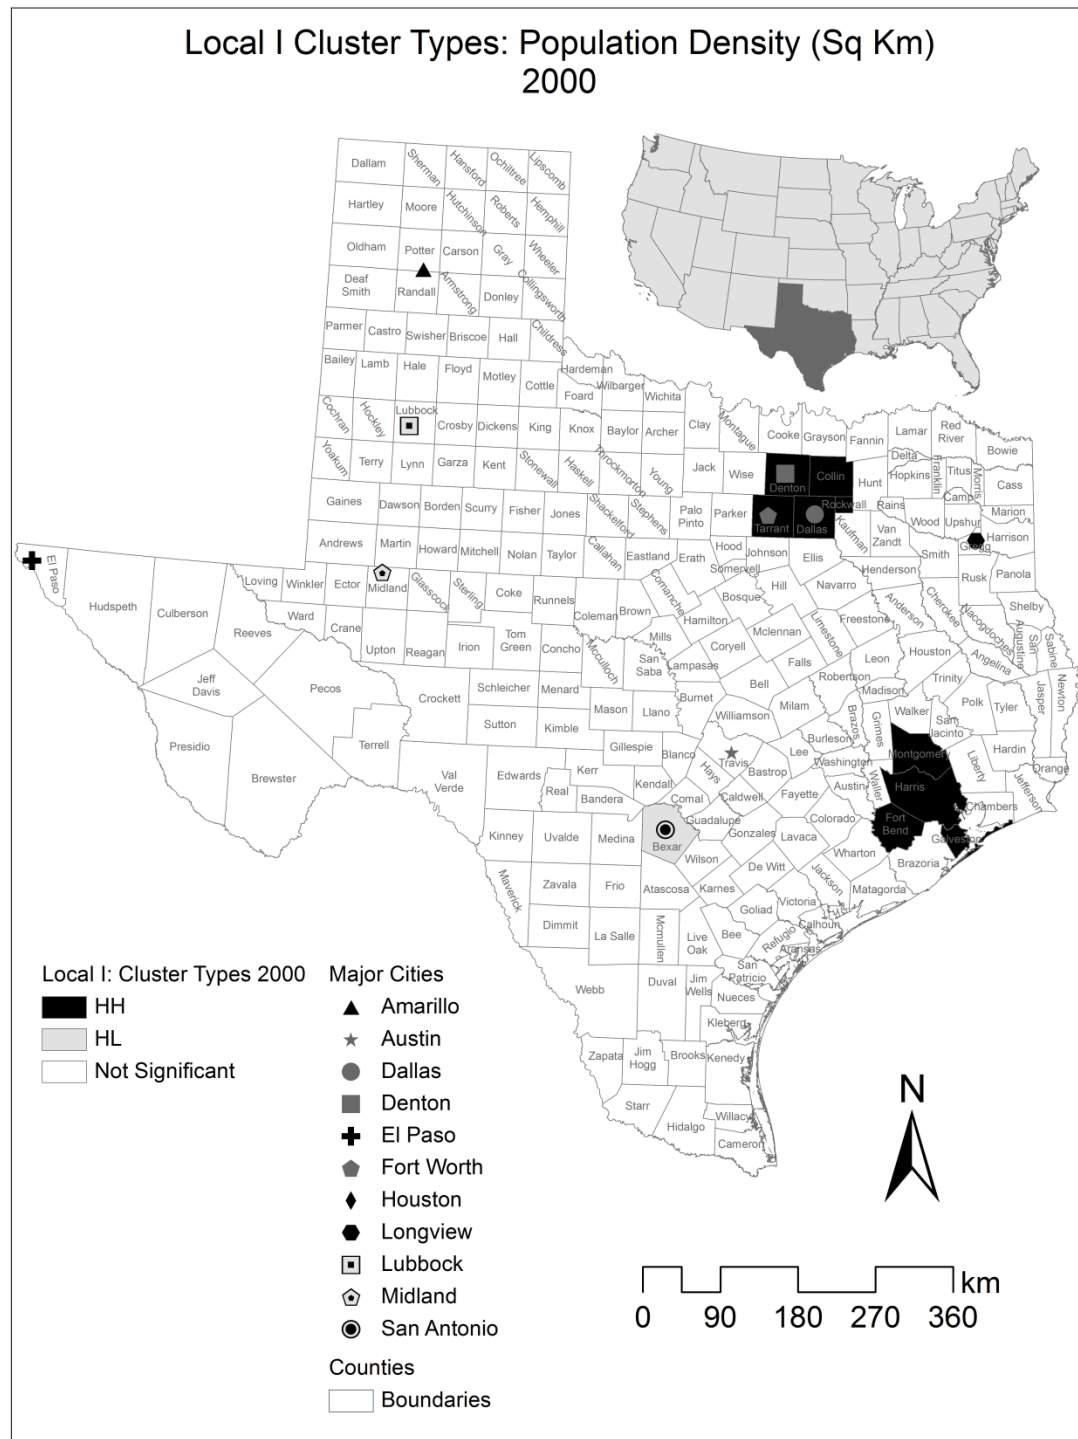 Local I Cluster Types: Population Density (Sq Km)
2000
Dallam
Sherman
Hansford
Ochiltree
Lipscomb
Hartley
Moore
Hutchinson
Roberts
Hemphill
Oldham
Potter
Carson
Gray
Wheeler
Deaf
Smith
Randall
Armstrong
Donley
Collingsworth
Parmer
Castro
Swisher
Briscoe
Hall
Childress
Bailey
Lamb
Hale
Floyd
Motley
Cottle
Hardeman
Foard
Wilbarger
Wichita
Cochran
Hockley
Lubbock
Crosby
Dickens
King
Knox
Baylor
Archer
Clay
Montague
Cooke
Grayson
Fannin
Lamar
Red
River
Bowie
Delta
Hopkins
Franklin
Titus
Morris
Cass
Yoakum
Terry
Lynn
Garza
Kent
Stonewall
Haskell
Throckmorton
Young
Jack
Wise
Denton
Collin
Hunt
Camp
Marion
Rockwall
Rains
Wood
Upshur
Gaines
Dawson
Borden
Scurry
Fisher
Jones
Shackelford
Stephens
Palo
Pinto
Parker
Tarrant
Dallas
Kaufman
Van
Zandt
Smith
Gregg
Harrison
Andrews
Martin
Howard
Mitchell
Nolan
Taylor
Callahan
Eastland
Erath
Hood
Somervell
Johnson
Ellis
Henderson
Rusk
Panola
El Paso
Hudspeth
Culberson
Reeves
Loving
Winkler
Ector
Midland
Glasscock
Sterling
Coke
Runnels
Coleman
Brown
Comanche
Hamilton
Bosque
Hill
Navarro
Anderson
Cherokee
Nacogdoches
Shelby
San
Augustine
Sabine
Ward
Crane
Upton
Reagan
Irion
Tom
Green
Concho
Mcculloch
San
Saba
Mills
Lampasas
Coryell
Mclennan
Limestone
Freestone
Falls
Leon
Houston
Angelina
Jeff
Davis
Pecos
Crockett
Schleicher
Menard
Mason
Llano
Burnet
Bell
Milam
Robertson
Madison
Trinity
Polk
Tyler
Jasper
Newton
Presidio
Brewster
Terrell
Sutton
Kimble
Gillespie
Blanco
Williamson
Burleson
Brazos
Grimes
Walker
San
Jacinto
Hardin
Val
Verde
Edwards
Kerr
Real
Bandera
Kendall
Hays
Travis
Bastrop
Lee
Washington
Waller
Montgomery
Liberty
Orange
Jefferson
Comal
Caldwell
Fayette
Austin
Harris
Chambers
Kinney
Uvalde
Medina
Bexar
Guadalupe
Gonzales
Lavaca
Colorado
Fort
Bend
Galveston
Wilson
De Witt
Wharton
Brazoria
Maverick
Zavala
Frio
Atascosa
Karnes
Goliad
Victoria
Jackson
Matagorda
Calhoun
Dimmit
La Salle
Mcmullen
Live
Oak
Bee
Refugio
Aransas
San
Patricio
Webb
Duval
Jim
Wells
Nueces
Kleberg
Zapata
Jim
Hogg
Brooks
Kenedy
Starr
Hidalgo
Willacy
Cameron
Local I: Cluster Types 2000
HH
HL
Not Significant
Major Cities
Amarillo
Austin
Dallas
Denton
El Paso
Fort Worth
Houston
Longview
Lubbock
Midland
San Antonio
Counties
Boundaries
N
km
0 90 180 270 360